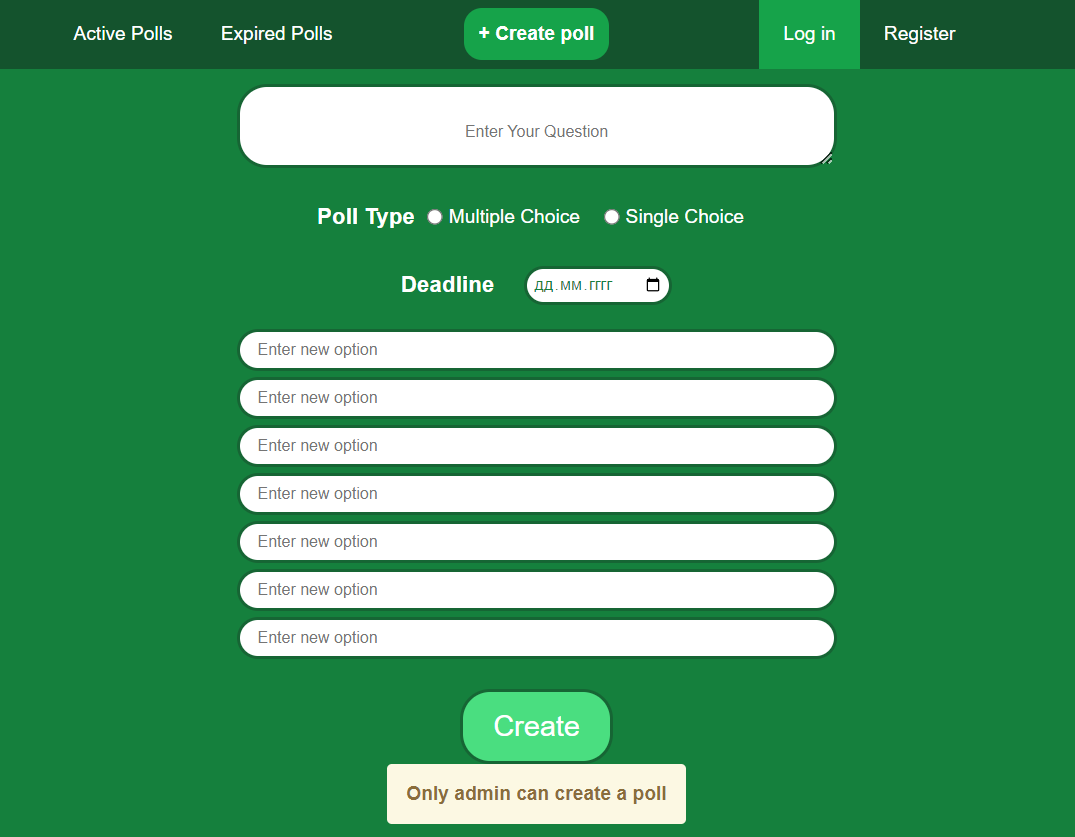 Active Polls
Expired Polls
+ Create poll
Log in
Register
Enter Your Question
Poll Type
Multiple Choice
Single Choice
Deadline
дд.мм.гггг
Enter new option
Enter new option
Enter new option
Enter new option
Enter new option
Enter new option
Enter new option
Create
Only admin can create a poll